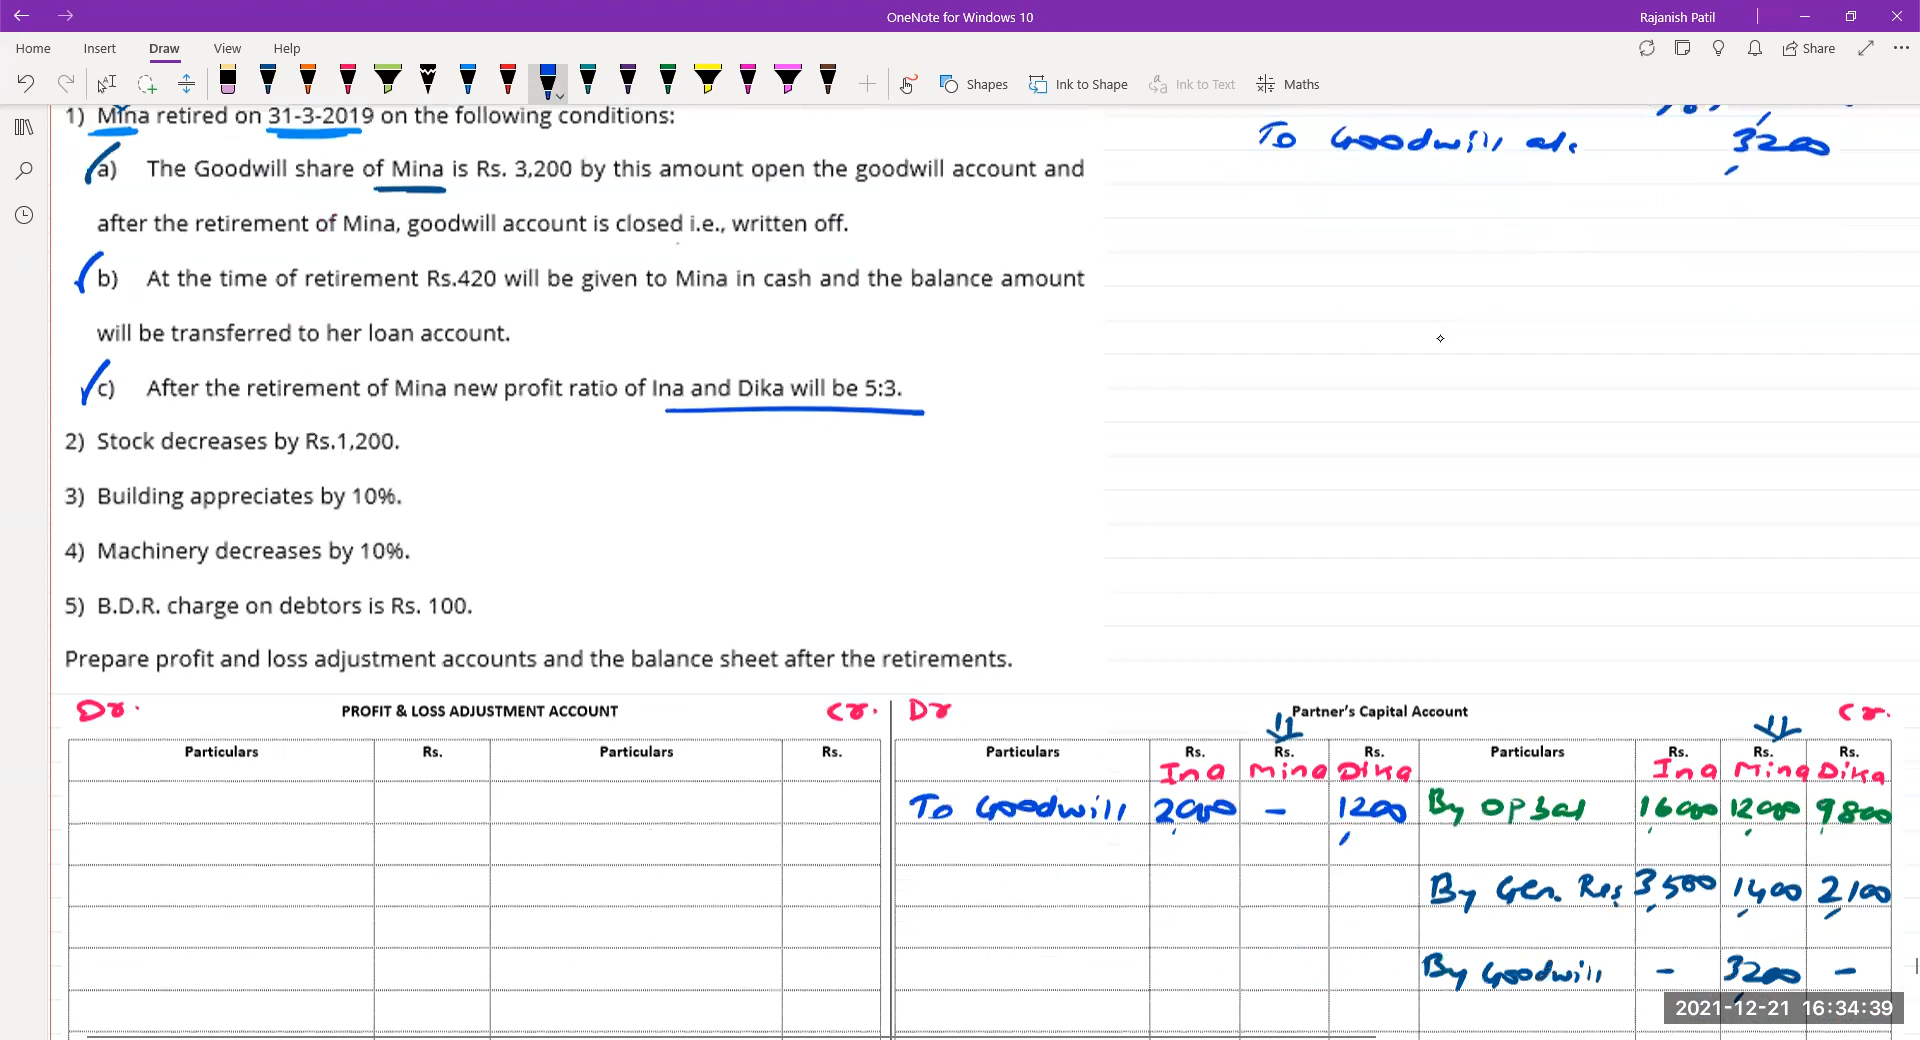 OneNote for Windows 10
Rajanish Patil
Home Insert Draw View Help
Share
Shapes Ink to Shape Ink to Text Maths
1) Mina retired on 31-3-2019 on the following conditions:
To Goodwill a/c. 3200
a) The Goodwill share of Mina is Rs. 3,200 by this amount open the goodwill account and
after the retirement of Mina, goodwill account is closed i.e., written off.
b) At the time of retirement Rs.420 will be given to Mina in cash and the balance amount
will be transferred to her loan account.
c) After the retirement of Mina new profit ratio of Ina and Dika will be 5:3.
2) Stock decreases by Rs.1,200.
3) Building appreciates by 10%.
4) Machinery decreases by 10%.
5) B.D.R. charge on debtors is Rs. 100.
Prepare profit and loss adjustment accounts and the balance sheet after the retirements.
Dr. PROFIT & LOSS ADJUSTMENT ACCOUNT Cr.
Particulars Rs. Particulars Rs.
Dr Partner's Capital Account Cr.
Particulars Rs. Rs. Rs. Particulars Rs. Rs. Rs.
Ina Mina Dika Ina Mina Dika
To Goodwill 2000 - 1200 By op bal 16000 12000 9800
By Gen. Res 3500 1400 2100
By Goodwill - 3200 -
2021-12-21 16:34:39